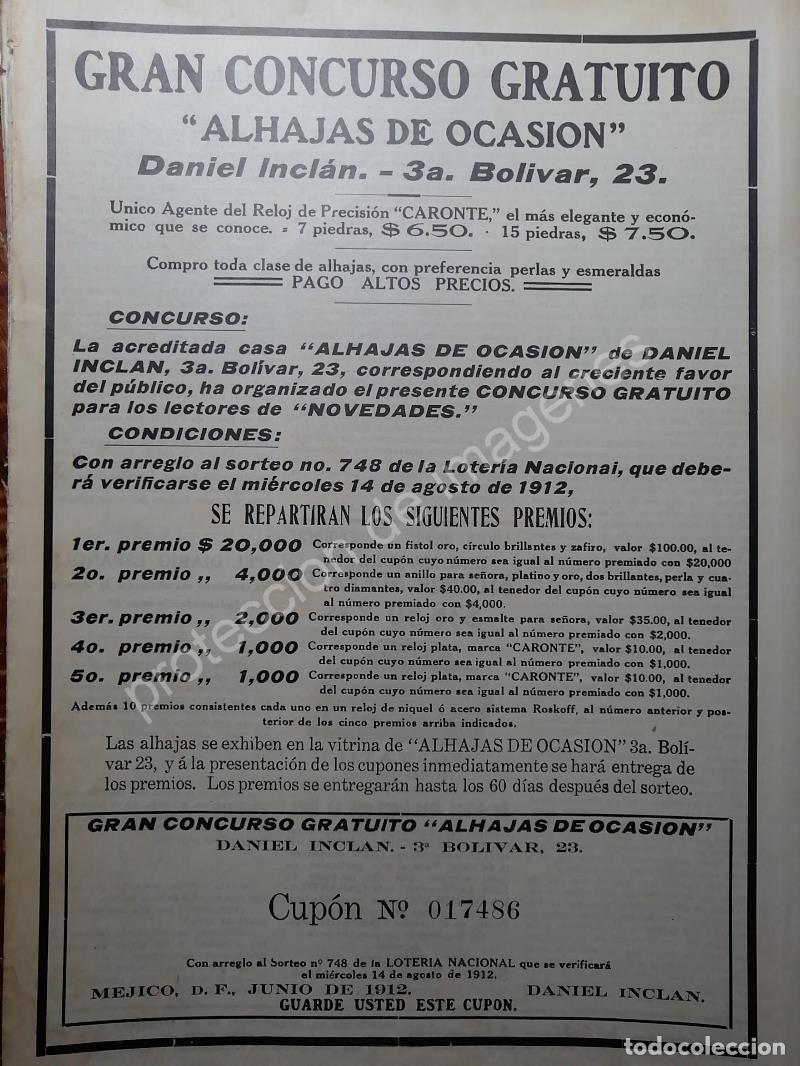 GRAN CONCURSO GRATUITO
"ALHAJAS DE OCASION"
Daniel Inclán. - 3a. Bolivar, 23.
Unico Agente del Reloj de Precisión "CARONTE," el más elegante y econó-
mico que se conoce. = 7 piedras, $ 6.50. · 15 piedras, $ 7.50.
Compro toda clase de alhajas, con preferencia perlas y esmeraldas
PAGO ALTOS PRECIOS.
CONCURSO:
La acreditada casa "ALHAJAS DE OCASION" de DANIEL
INCLAN, 3a. Bolívar, 23, correspondiendo al creciente favor
del público, ha organizado el presente CONCURSO GRATUITO
para los lectores de "NOVEDADES."
CONDICIONES:
Con arreglo al sorteo no. 748 de la Lotería Nacionai, que debe-
rá verificarse el miércoles 14 de agosto de 1912,
SE REPARTIRAN LOS SIGUIENTES PREMIOS:
1er. premio $ 20,000 Corresponde un fistol oro, círculo brillantes y zafiro, valor $100.00, al te-
nedor del cupón cuyo número sea igual al número premiado con $20,000
2o. premio ,, 4,000 Corresponde un anillo para señora, platino y oro, dos brillantes, perla y cua-
tro diamantes, valor $40.00, al tenedor del cupón cuyo número sea igual
al número premiado con $4,000.
3er. premio ,, 2,000 Corresponde un reloj oro y esmalte para señora, valor $35.00, al tenedor
del cupón cuyo número sea igual al número premiado con $2,000.
4o. premio ,, 1,000 Corresponde un reloj plata, marca "CARONTE", valor $10.00, al tenedor
del cupón cuyo número sea igual al número premiado con $1,000.
5o. premio ,, 1,000 Corresponde un reloj plata, marca "CARONTE", valor $10.00, al tenedor
del cupón cuyo número sea igual al número premiado con $1,000.
Además 10 premios consistentes cada uno en un reloj de niquel ó acero sistema Roskoff, al número anterior y pos-
terior de los cinco premios arriba indicados.
Las alhajas se exhiben en la vitrina de "ALHAJAS DE OCASION" 3a. Bolí-
var 23, y á la presentación de los cupones inmediatamente se hará entrega de
los premios. Los premios se entregarán hasta los 60 días después del sorteo.
GRAN CONCURSO GRATUITO "ALHAJAS DE OCASION"
DANIEL INCLAN. - 3ª BOLIVAR, 23.
Cupón Nº 017486
Con arreglo al Sorteo nº 748 de la LOTERIA NACIONAL que se verificará
el miércoles 14 de agosto de 1912.
MEJICO, D. F., JUNIO DE 1912. DANIEL INCLAN.
GUARDE USTED ESTE CUPON.
protección de imágenes
todocoleccion